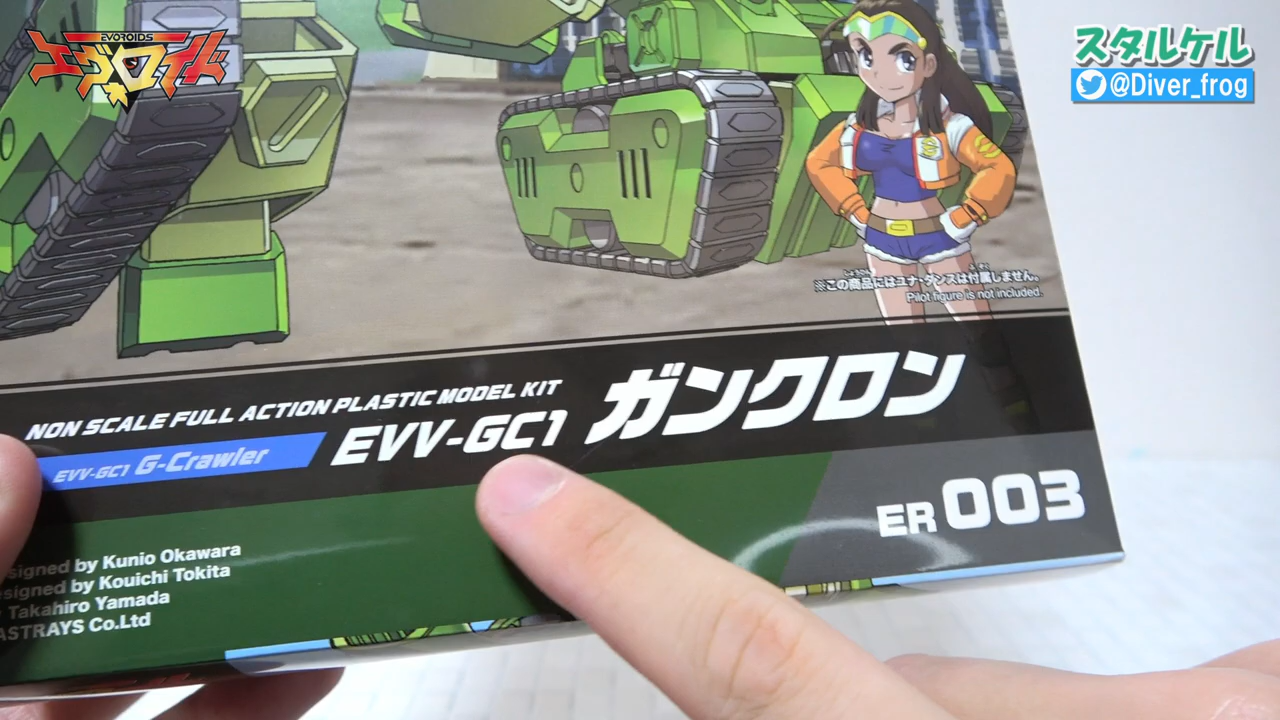 EVOROIDS
エヴロイド
スタルケル
@Diver_frog
※この商品にはユナ・ダンスは付属しません。
Pilot figure is not included.
NON SCALE FULL ACTION PLASTIC MODEL KIT
EVV-GC1 G-Crawler
EVV-GC1 ガンクロン
ER 003
signed by Kunio Okawara
esigned by Kouichi Tokita
Takahiro Yamada
ASTRAYS Co.Ltd